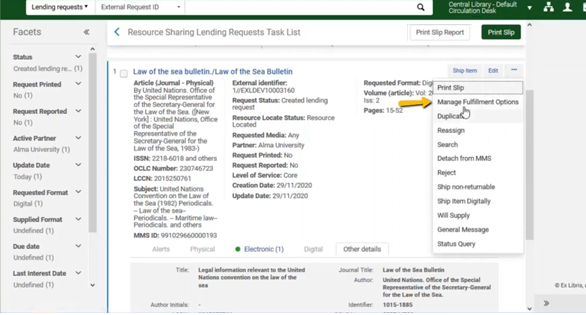 Lending requests
External Request ID
Central Library - Default
Circulation Desk
Facets
Resource Sharing Lending Requests Task List
Print Slip Report
Print Slip
Status
Created lending re... (1)
Request Printed
No (1)
Request Reported
No (1)
Active Partner
Alma University (1)
Update Date
Today (1)
Requested Format
Digital (1)
Supplied Format
Undefined (1)
Due date
Undefined (1)
Last Interest Date
Undefined (1)
1
Law of the sea bulletin./Law of the Sea Bulletin
Ship Item
Edit
Article (Journal - Physical)
By United Nations. Office of
the Special Representative
of the Secretary-General for
the Law of the Sea. ([New
York] : United Nations, Office
of the Special
Representative of the
Secretary-General for the
Law of the Sea, 1983-)
ISSN: 2218-6018 and others
OCLC Number: 230746723
LCCN: 2015250761
Subject: United Nations
Convention on the Law of
the Sea (1982) Periodicals.
-- Law of the sea--
Periodicals. -- Maritime law--
Periodicals. and others
MMS ID: 991029660000193
External identifier:
1/EXLDEV10003160
Request Status: Created lending
request
Resource Locate Status: Resource
Located
Requested Media: Any
Partner: Alma University
Request Printed: No
Request Reported: No
Level of Service: Core
Creation Date: 29/11/2020
Update Date: 29/11/2020
Requested Format:
Volume (article): Vol:
Iss: 2
Pages: 15-52
Print Slip
Manage Fulfillment Options
Duplicate
Reassign
Search
Detach from MMS
Reject
Ship non-returnable
Ship Item Digitally
Will Supply
General Message
Status Query
Alerts
Physical
Electronic (1)
Digital
Other details
Title: Legal information relevant to the United
Nations convention on the law of the
sea
Author Initials: -
Journal Title: Law of the Sea Bulletin
Author: United Nations. Office of the Special
Representative of the Secretary-General
for the Law of the Sea.
Identifier: 1015-1885
© Ex Libris,